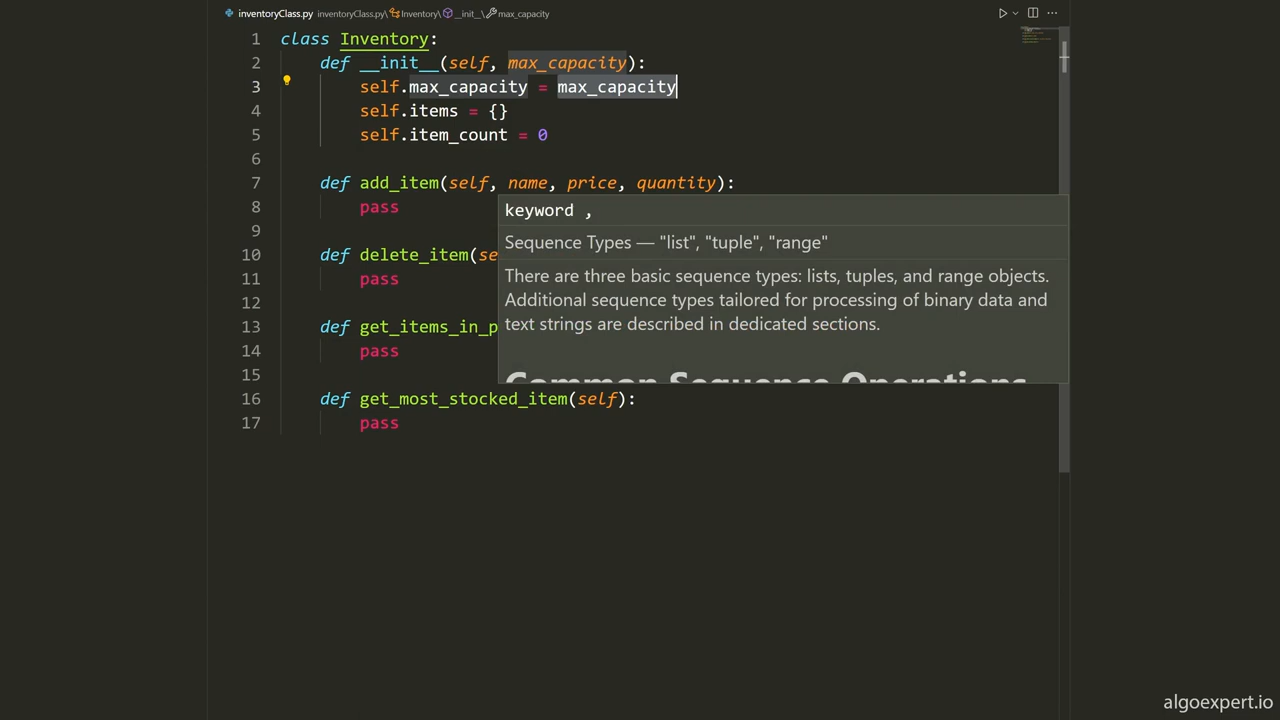 inventoryClass.py inventoryClass.py\Inventory\__init__\max_capacity
1 class Inventory:
2 def __init__(self, max_capacity):
3 self.max_capacity = max_capacity
4 self.items = {}
5 self.item_count = 0
6
7 def add_item(self, name, price, quantity):
8 pass
keyword ,
9
Sequence Types — "list", "tuple", "range"
10 def delete_item(se
11 pass
There are three basic sequence types: lists, tuples, and range objects.
12
Additional sequence types tailored for processing of binary data and
13 def get_items_in_p
text strings are described in dedicated sections.
14 pass
15
Common Sequence Operations
16 def get_most_stocked_item(self):
17 pass
algoexpert.io